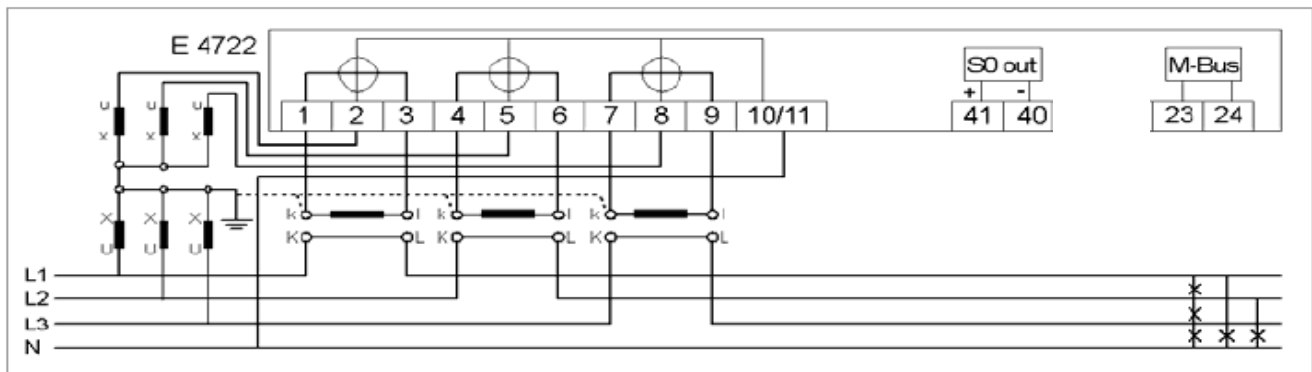 E 4722
S0 out
M-Bus
+ -
1 2 3 4 5 6 7 8 9 10/11
41 40
23 24
u u u
x x x
X X X
U U U
k l k l k l
K L K L K L
L1
L2
L3
N